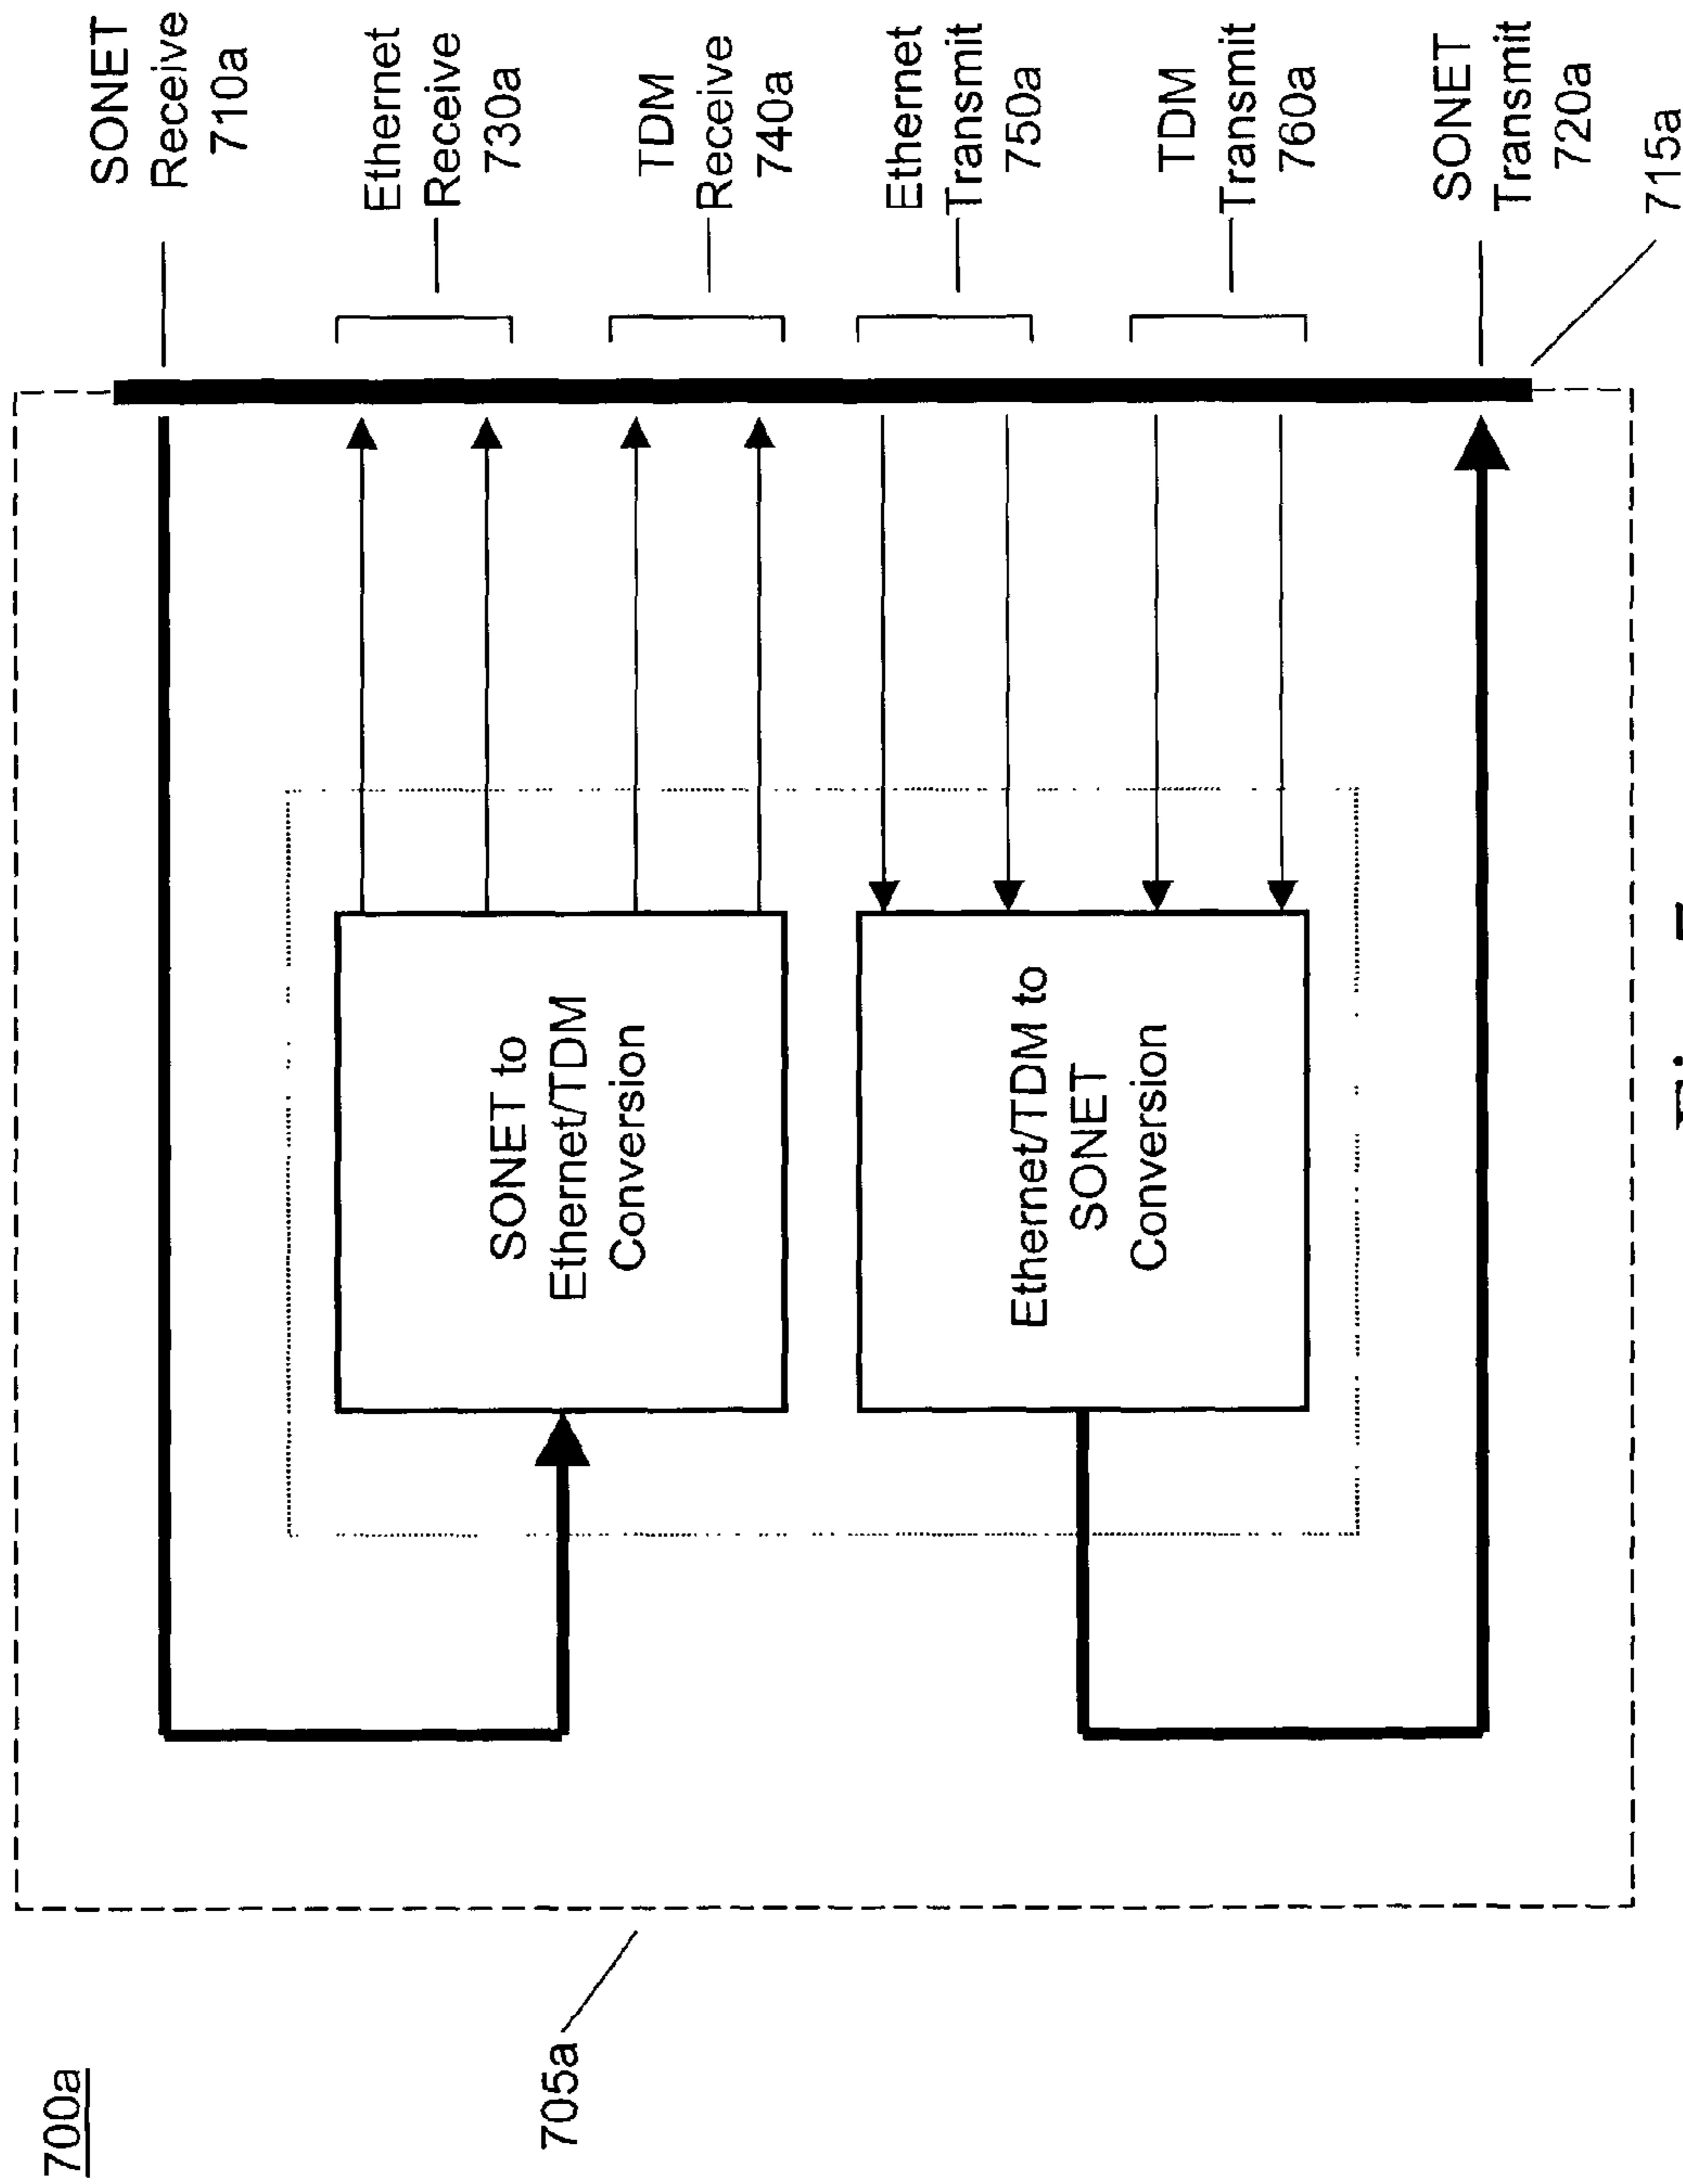 700a
705a
SONET to
Ethernet/TDM
Conversion
Ethernet/TDM to
SONET
Conversion
SONET
Receive
710a
Ethernet
Receive
730a
TDM
Receive
740a
Ethernet
Transmit
750a
TDM
Transmit
760a
SONET
Transmit
720a
715a